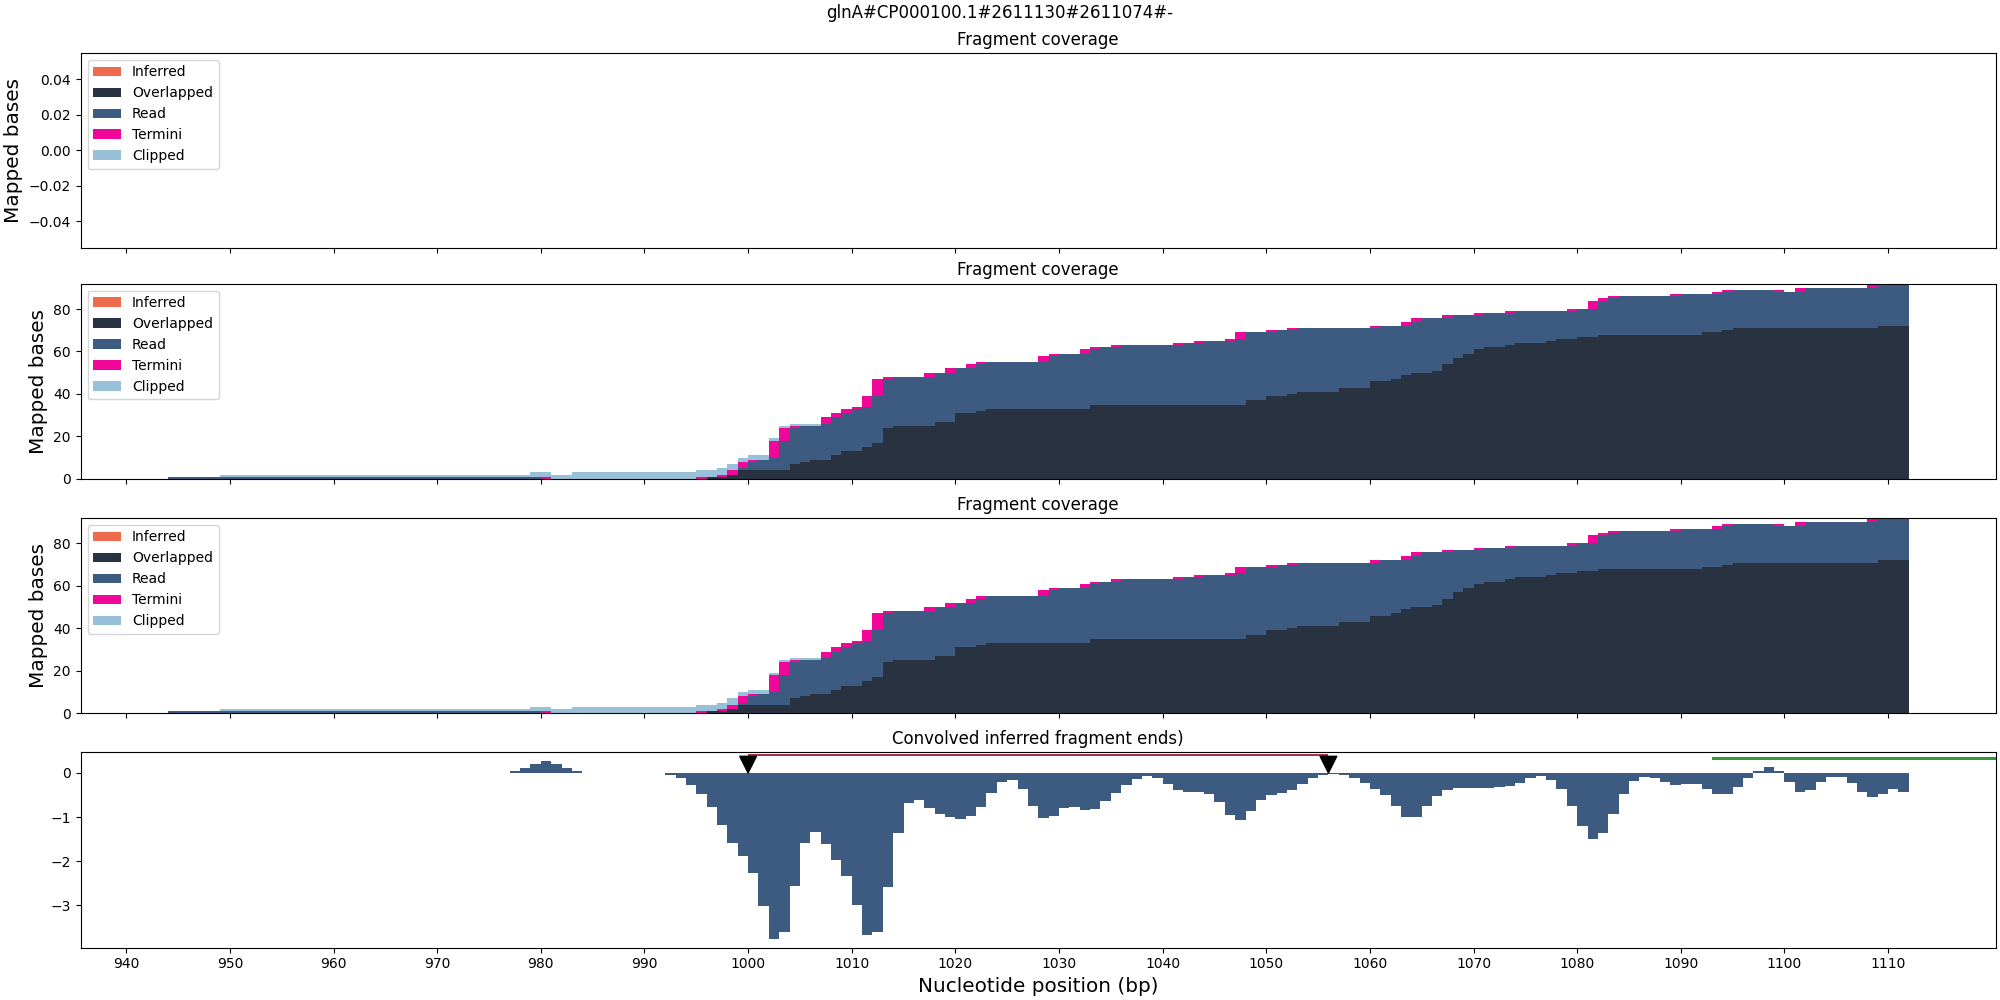 glnA#CP000100.1#2611130#2611074#-
Fragment coverage
Mapped bases
0.04
0.02
0.00
−0.02
−0.04
Inferred
Overlapped
Read
Termini
Clipped
Fragment coverage
Mapped bases
80
60
40
20
0
Inferred
Overlapped
Read
Termini
Clipped
Fragment coverage
Mapped bases
80
60
40
20
0
Inferred
Overlapped
Read
Termini
Clipped
Convolved inferred fragment ends)
0
−1
−2
−3
940 950 960 970 980 990 1000 1010 1020 1030 1040 1050 1060 1070 1080 1090 1100 1110
Nucleotide position (bp)